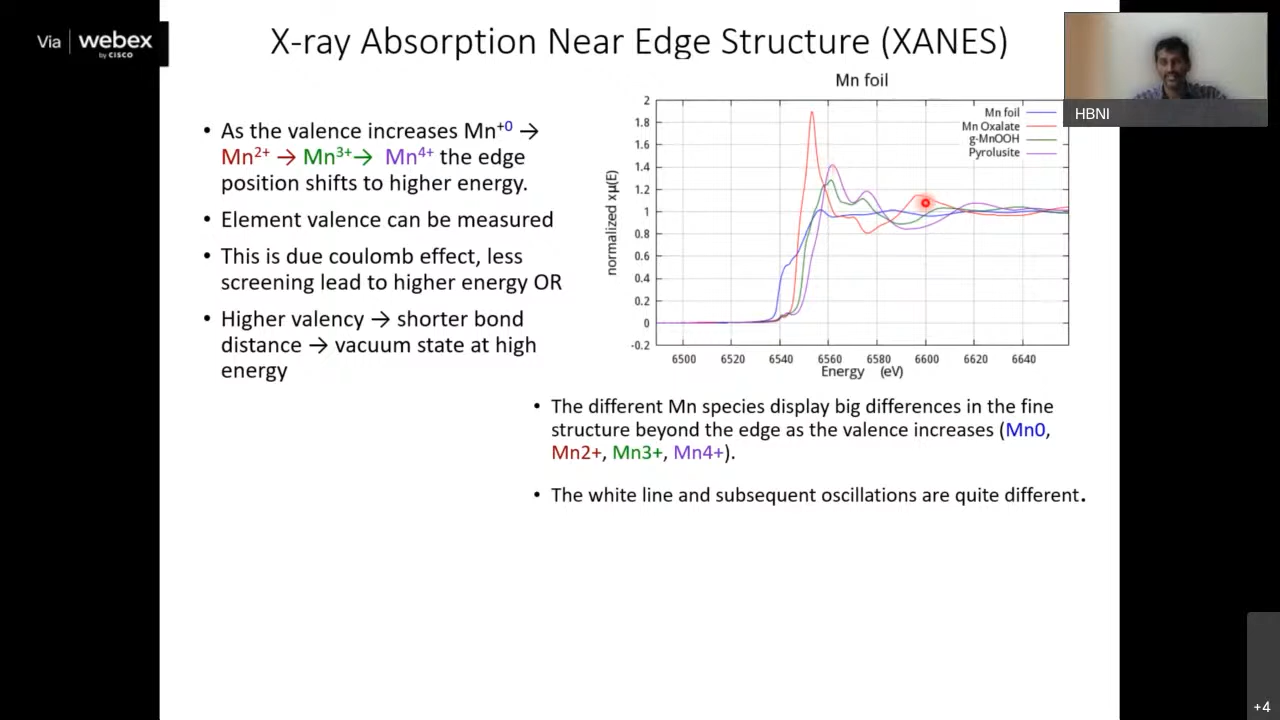 Via | webex
by CISCO
X-ray Absorption Near Edge Structure (XANES)
HBNI
• As the valence increases Mn⁺⁰ →
Mn²⁺ → Mn³⁺→ Mn⁴⁺ the edge
position shifts to higher energy.
• Element valence can be measured
• This is due coulomb effect, less
screening lead to higher energy OR
• Higher valency → shorter bond
distance → vacuum state at high
energy
Mn foil
Mn foil
Mn Oxalate
g-MnOOH
Pyrolusite
normalized xμ(E)
2
1.8
1.6
1.4
1.2
1
0.8
0.6
0.4
0.2
0
-0.2
6500 6520 6540 6560 6580 6600 6620 6640
Energy (eV)
• The different Mn species display big differences in the fine
structure beyond the edge as the valence increases (Mn0,
Mn2+, Mn3+, Mn4+).
• The white line and subsequent oscillations are quite different.
+4